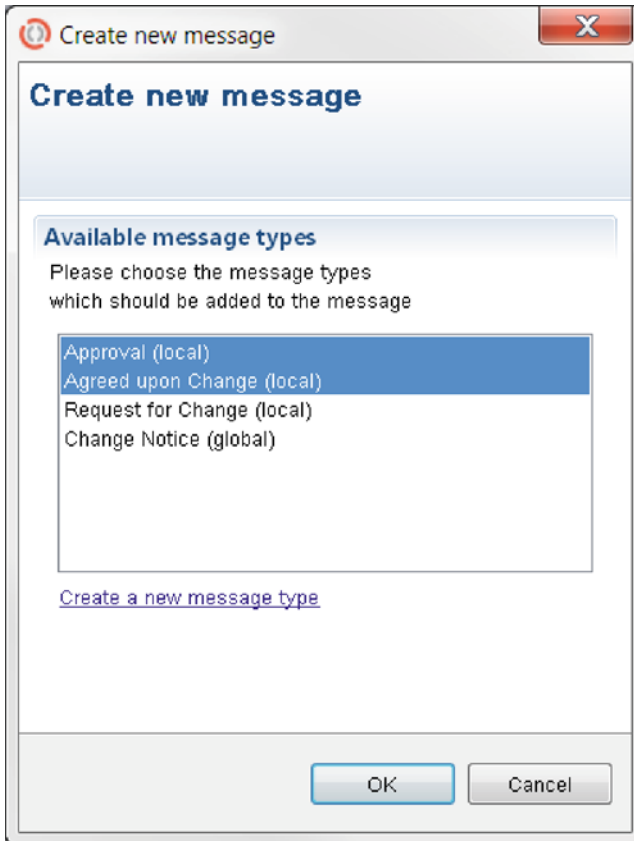 Create new message
Create new message
Available message types
Please choose the message types
which should be added to the message
Approval (local)
Agreed upon Change (local)
Request for Change (local)
Change Notice (global)
Create a new message type
OK
Cancel